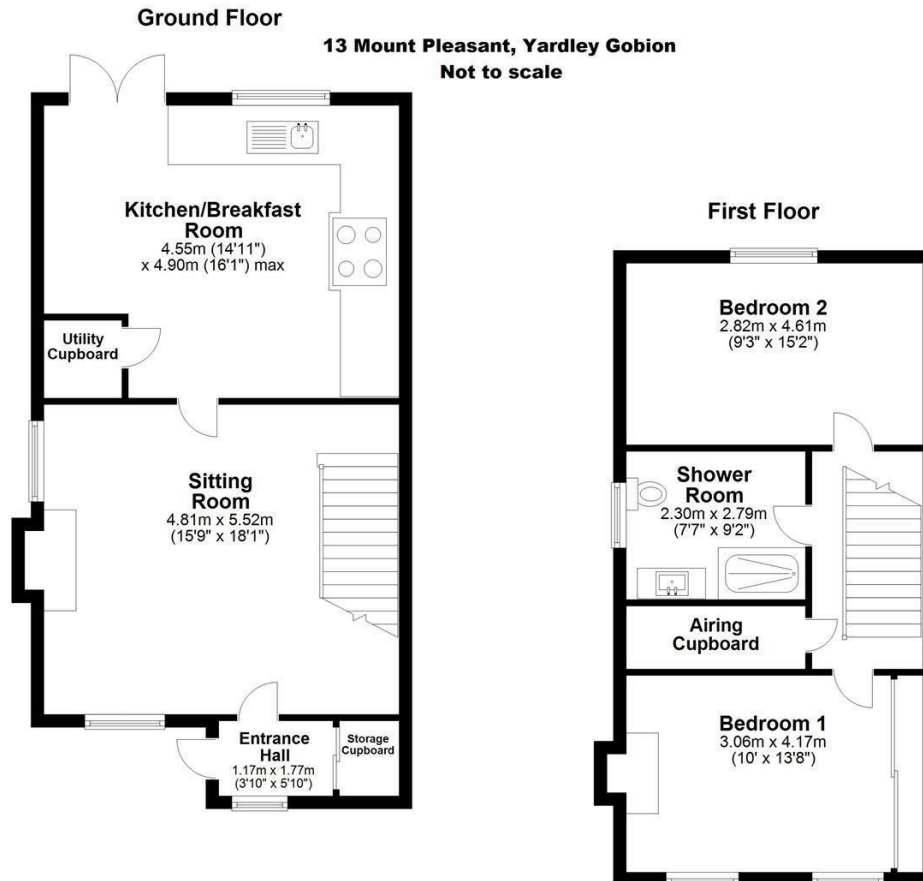 Ground Floor
13 Mount Pleasant, Yardley Gobion
Not to scale
Kitchen/Breakfast
Room
4.55m (14'11")
x 4.90m (16'1") max
Utility
Cupboard
Sitting
Room
4.81m x 5.52m
(15'9" x 18'1")
Entrance
Hall
1.17m x 1.77m
(3'10" x 5'10")
Storage
Cupboard
First Floor
Bedroom 2
2.82m x 4.61m
(9'3" x 15'2")
Shower
Room
2.30m x 2.79m
(7'7" x 9'2")
Airing
Cupboard
Bedroom 1
3.06m x 4.17m
(10' x 13'8")